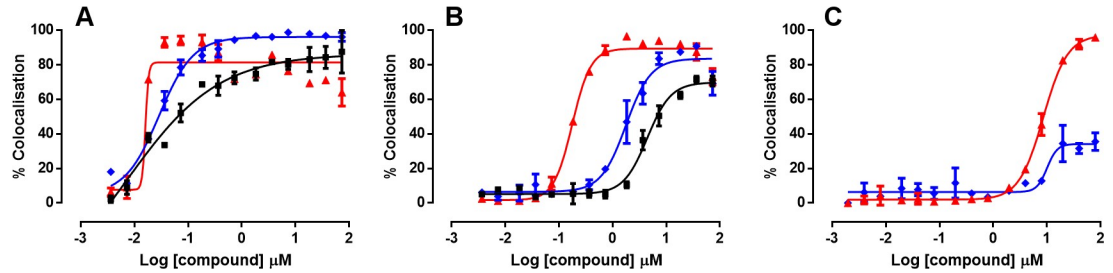 A B C
100 100 100
80 80 80
60 60 60
40 40 40
20 20 20
0 0 0
% Colocalisation % Colocalisation % Colocalisation
-3 -2 -1 0 1 2 -3 -2 -1 0 1 2 -3 -2 -1 0 1 2
Log [compound] μM Log [compound] μM Log [compound] μM